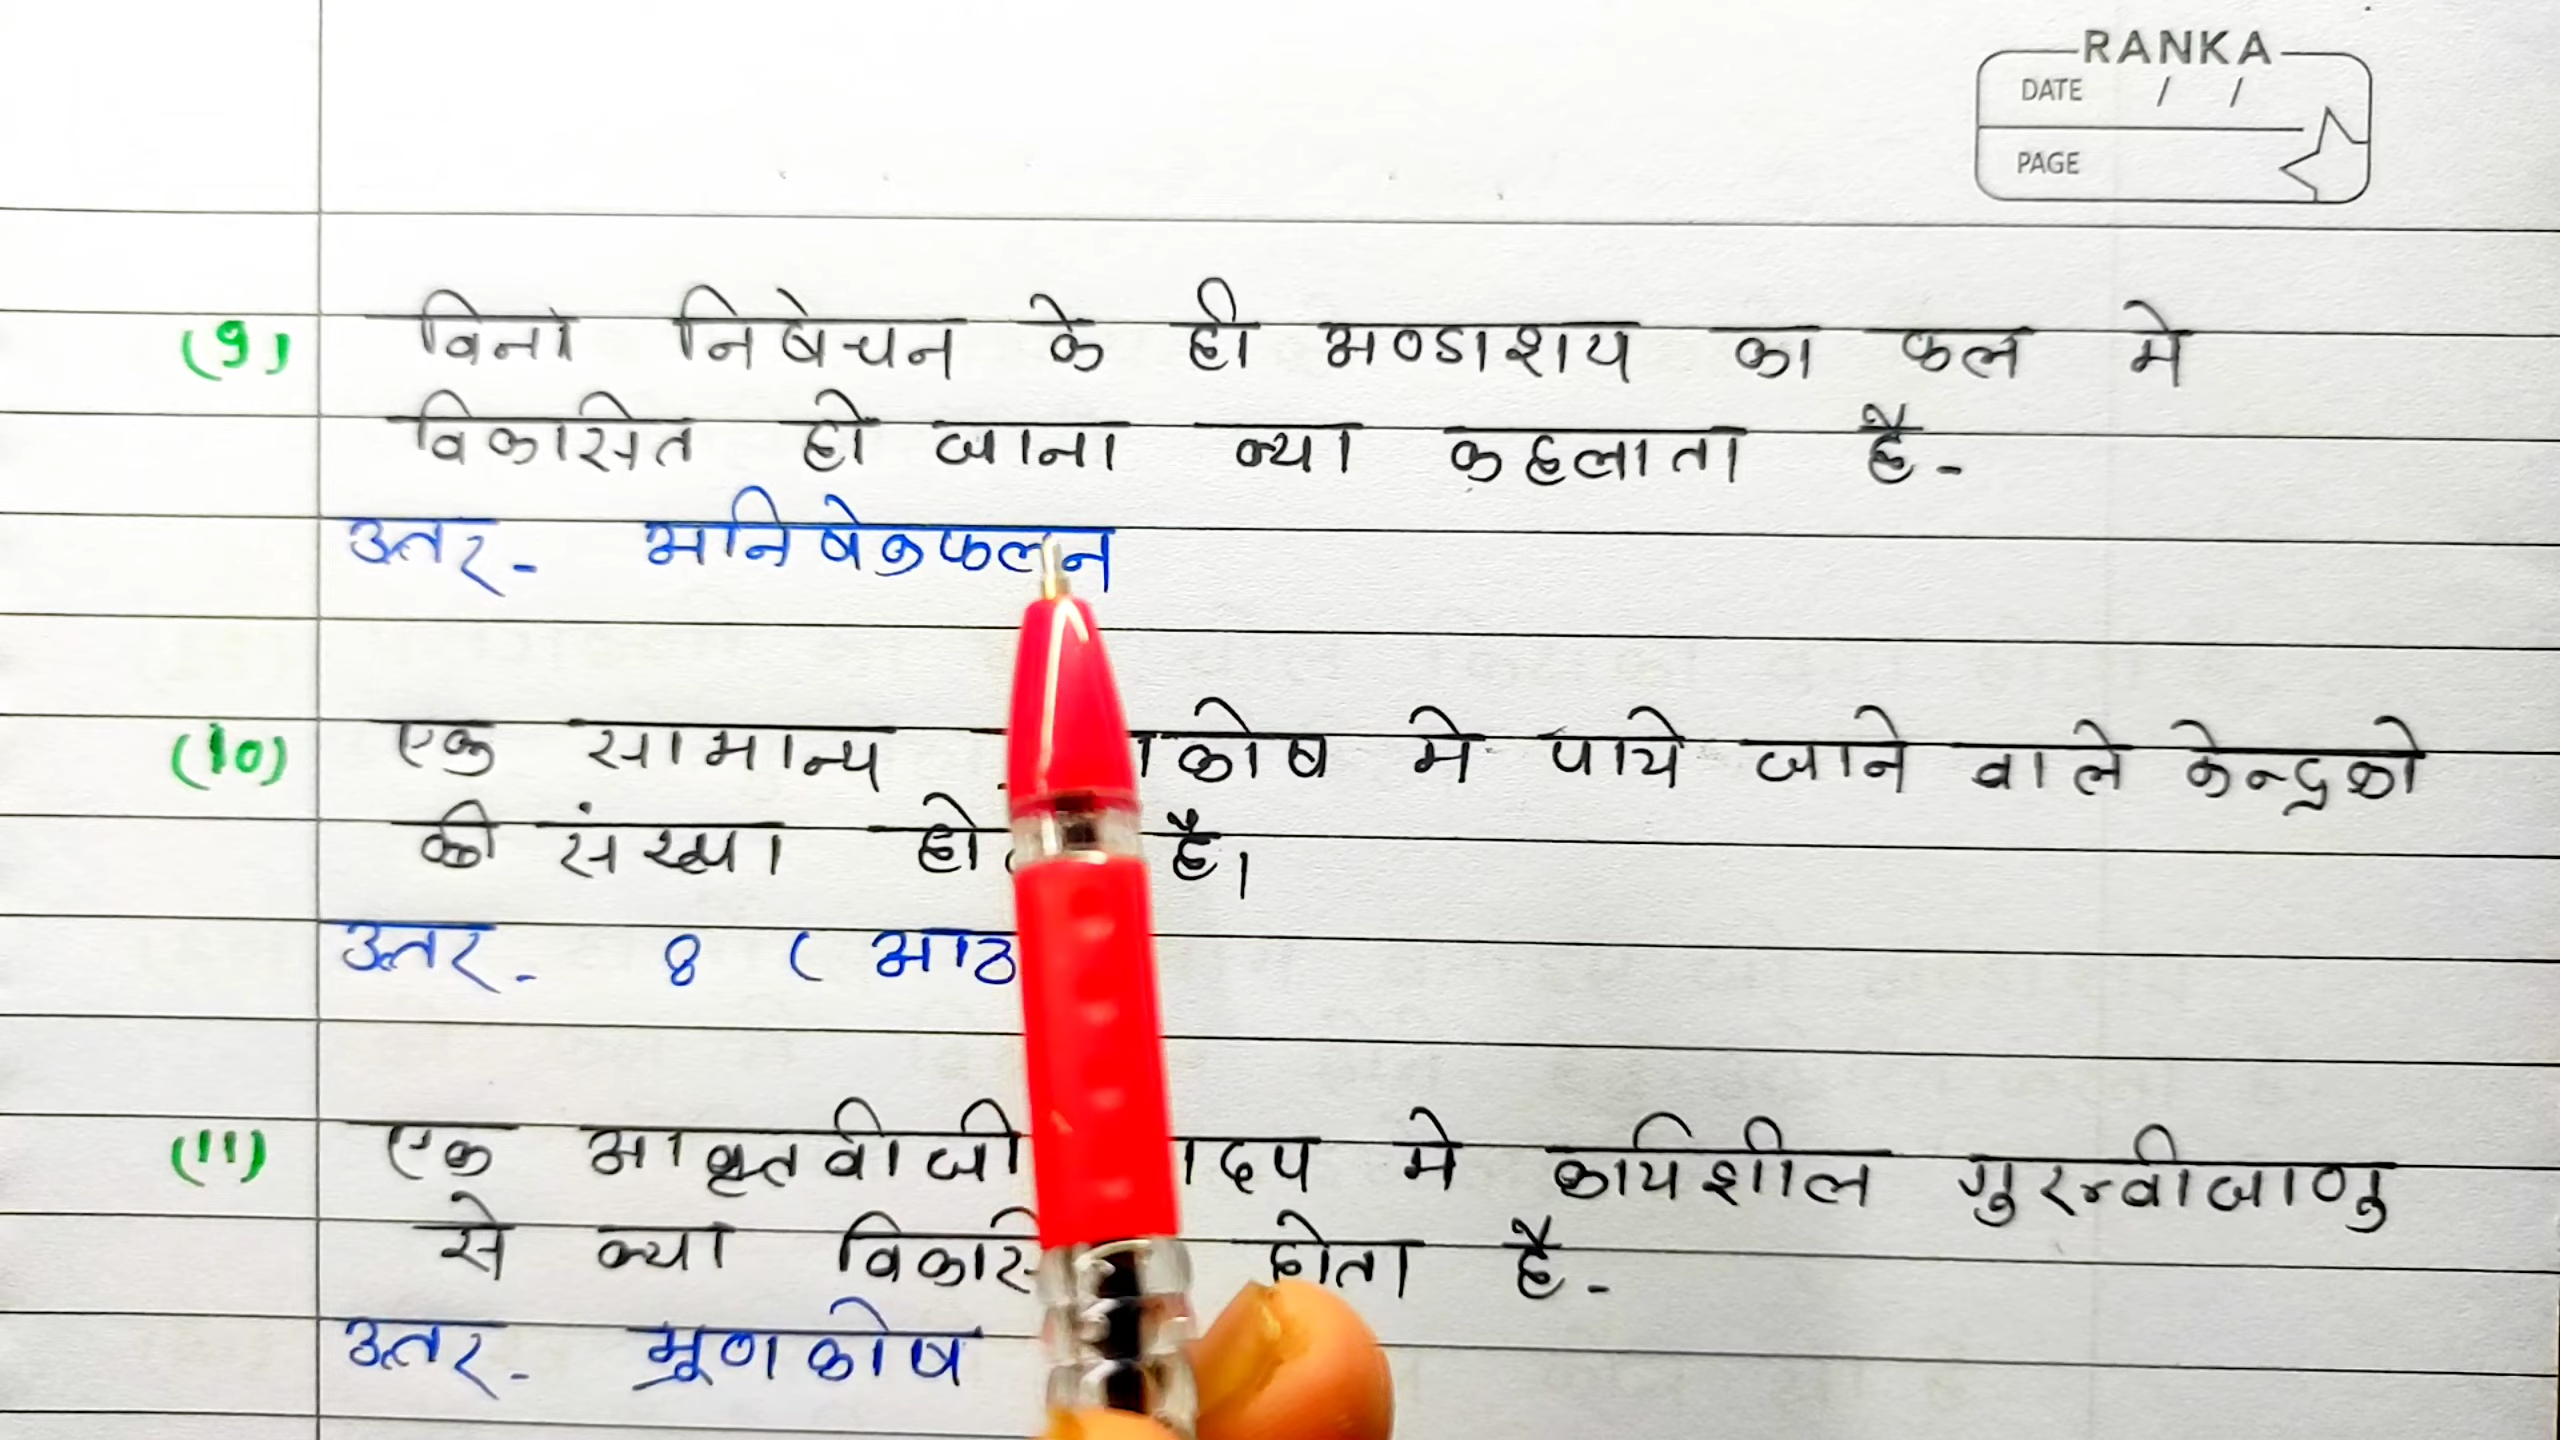 RANKA
DATE / /
PAGE
(9) बिना निषेचन के ही अण्डाशय का फल मे
विकसित हो जाना क्या कहलाता है-
उत्तर- अनिषेकफलन
(10) एक सामान्य कोष मे पाये जाने वाले केन्द्रको
की संख्या है।
उत्तर- 8 (आठ
(11) एक आवृत्तबीजी में कार्यशील गुरूबीजाणु
से क्या होता है-
उत्तर- भ्रूणकोष